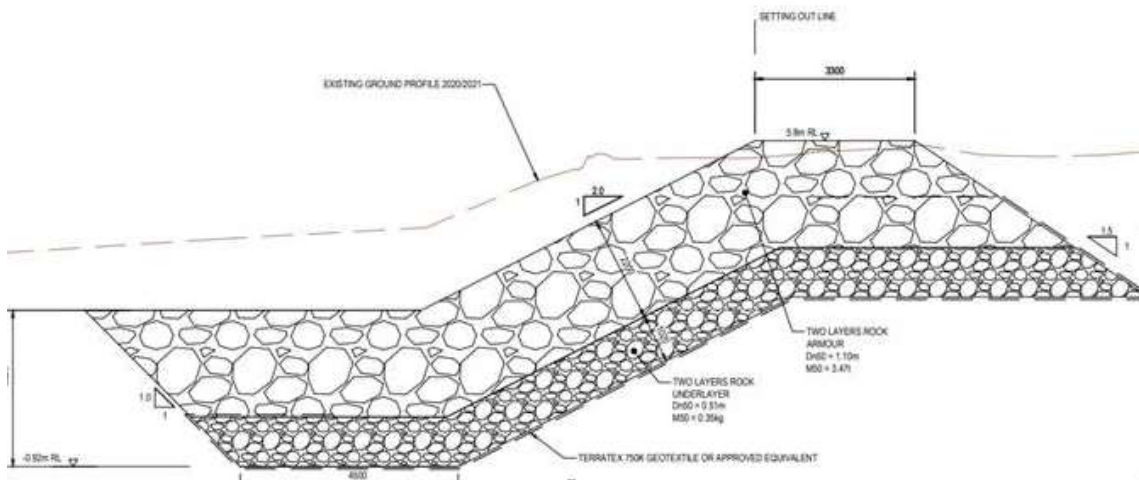 SETTING OUT LINE
3300
EXISTING GROUND PROFILE 2020/2021
5.8m RL
2.0
1
1.5
1
TWO LAYERS ROCK
ARMOUR
Dn50 = 1.10m
M50 = 3.47t
TWO LAYERS ROCK
UNDERLAYER
Dn50 = 0.51m
M50 = 0.35kg
1.0
1
TERRATEX 750K GEOTEXTILE OR APPROVED EQUIVALENT
-0.92m RL
4500